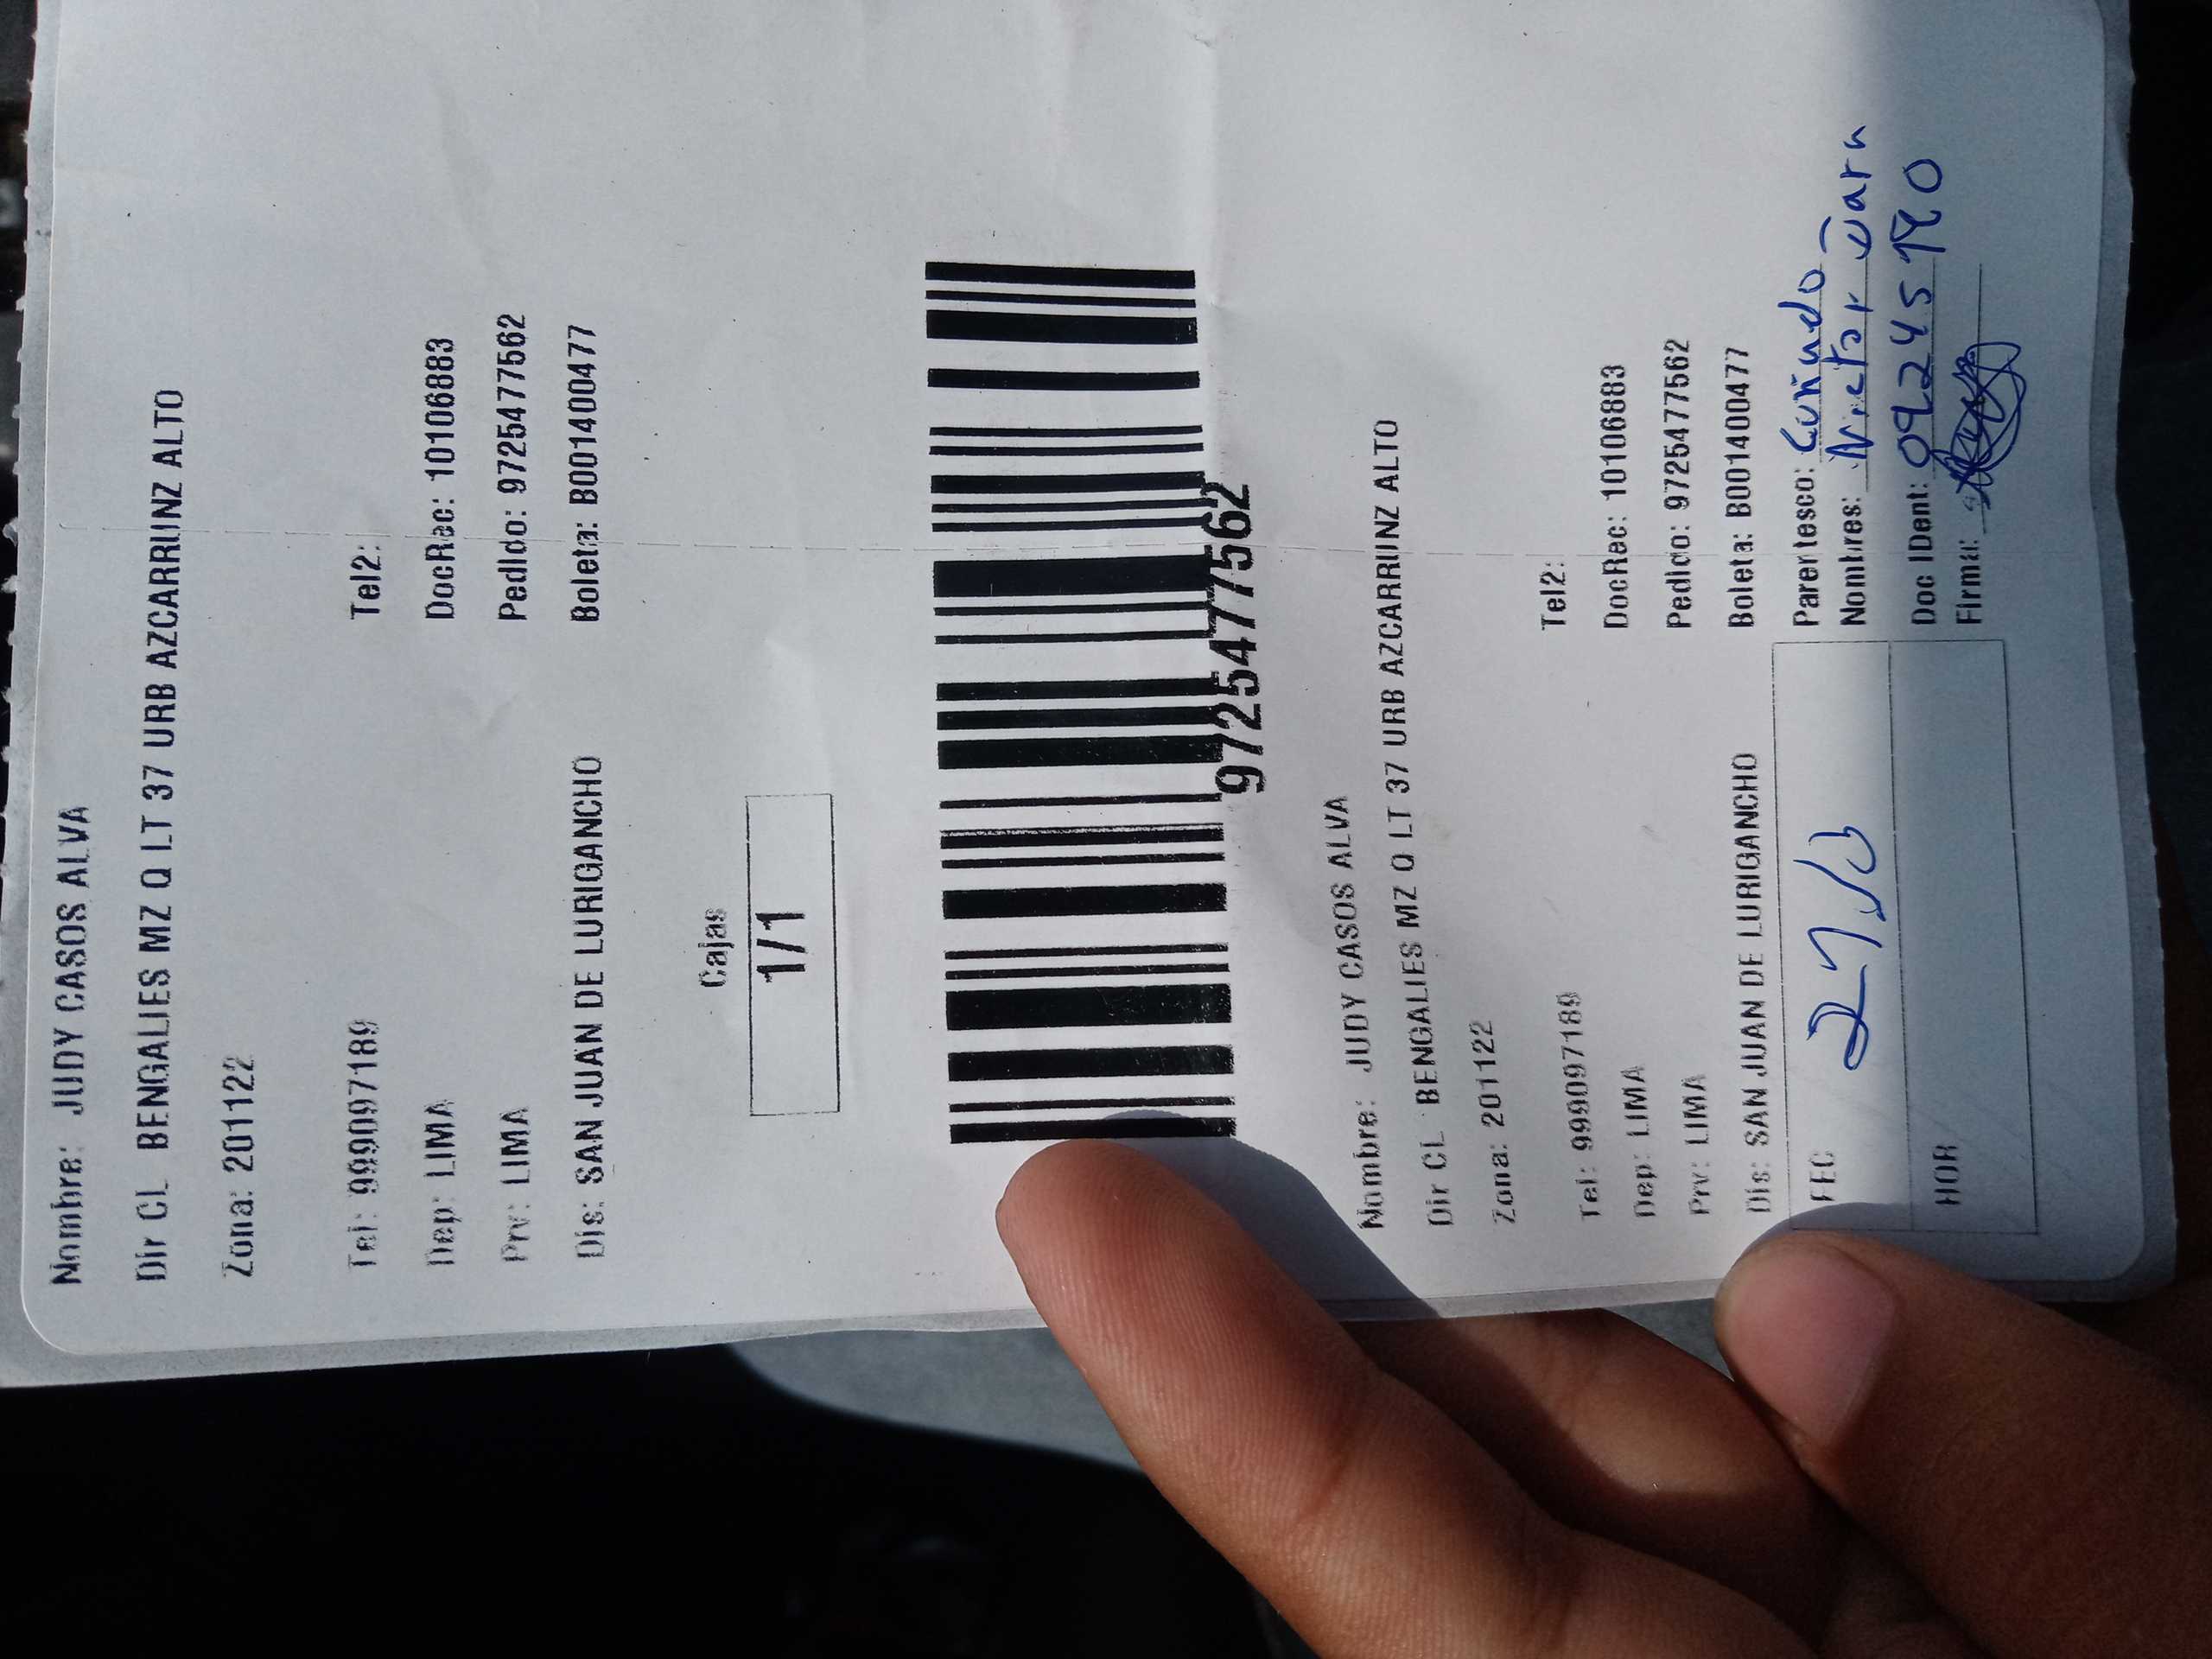 Nombre: JUDY CASOS ALVA
Dir CL BENGALIES MZ Q LT 37 URB AZCARRUNZ ALTO
Zona: 201122
Tel: 999097189 Tel2:
Dep: LIMA DocRec: 10106883
Prv: LIMA Pedido: 9725477562
Dis: SAN JUAN DE LURIGANCHO Boleta: B001400477
Cajas
1/1
9725477562
Nombre: JUDY CASOS ALVA
Dir CL BENGALIES MZ Q LT 37 URB AZCARRUNZ ALTO
Zona: 201122
Tel: 999097189 Tel2:
Dep: LIMA DocRec: 10106883
Prv: LIMA Pedido: 9725477562
Dis: SAN JUAN DE LURIGANCHO Boleta: B001400477
FEC Parentesco: Cuñado
Nombres: Victor Jara
HOR Doc IDent:
Firma: